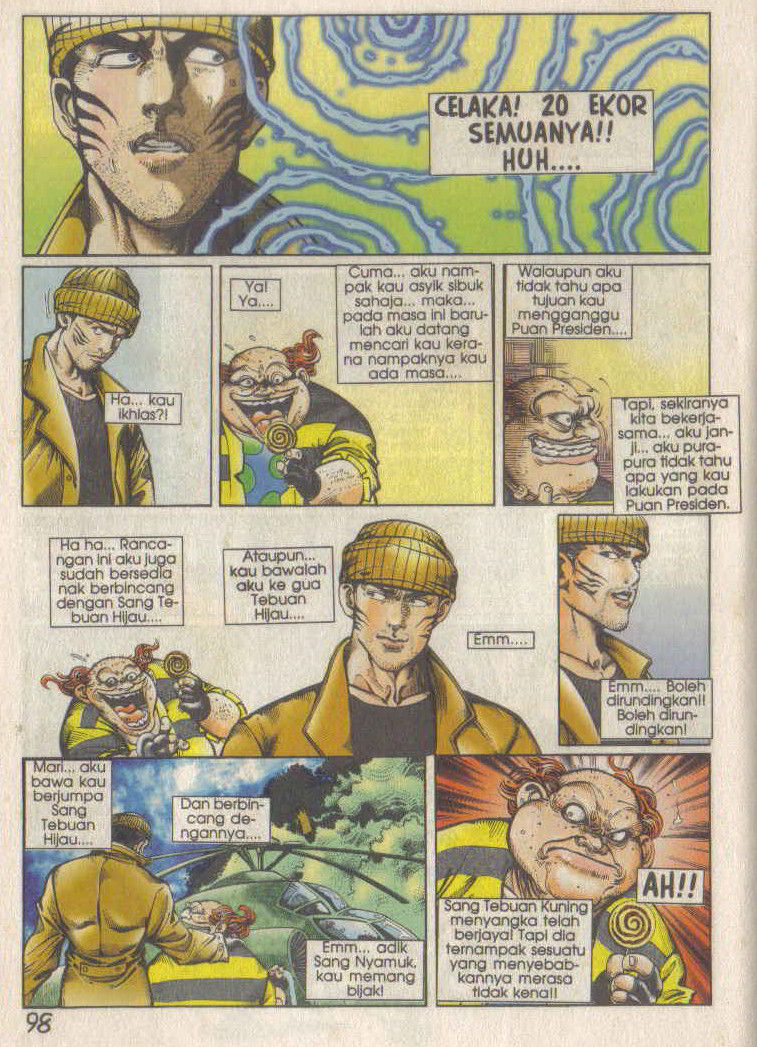 CELAKA! 20 EKOR
SEMUANYA!!
HUH....
Ha... kau
ikhlas?!
Ya!
Ya....
Cuma... aku nam-
pak kau asyik sibuk
sahaja... maka...
pada masa ini baru-
lah aku datang
mencari kau kera-
na nampaknya kau
ada masa....
Walaupun aku
tidak tahu apa
tujuan kau
mengganggu
Puan Presiden....
Tapi, sekiranya
kita bekerja-
sama... aku jan-
ji... aku pura-
pura tidak tahu
apa yang kau
lakukan pada
Puan Presiden.
Ha ha... Ranca-
ngan ini aku juga
sudah bersedia
nak berbincang
dengan Sang Te-
buan Hijau....
Ataupun...
kau bawalah
aku ke gua
Tebuan
Hijau....
Emm....
Emm.... Boleh
dirundingkan!!
Boleh dirun-
dingkan!
Mari... aku
bawa kau
berjumpa
Sang
Tebuan
Hijau....
Dan berbin-
cang de-
ngannya....
Emm... adik
Sang Nyamuk,
kau memang
bijak!
AH!!
Sang Tebuan Kuning
menyangka telah
berjaya! Tapi dia
ternampak sesuatu
yang menyebab-
kannya merasa
tidak kena!!
98